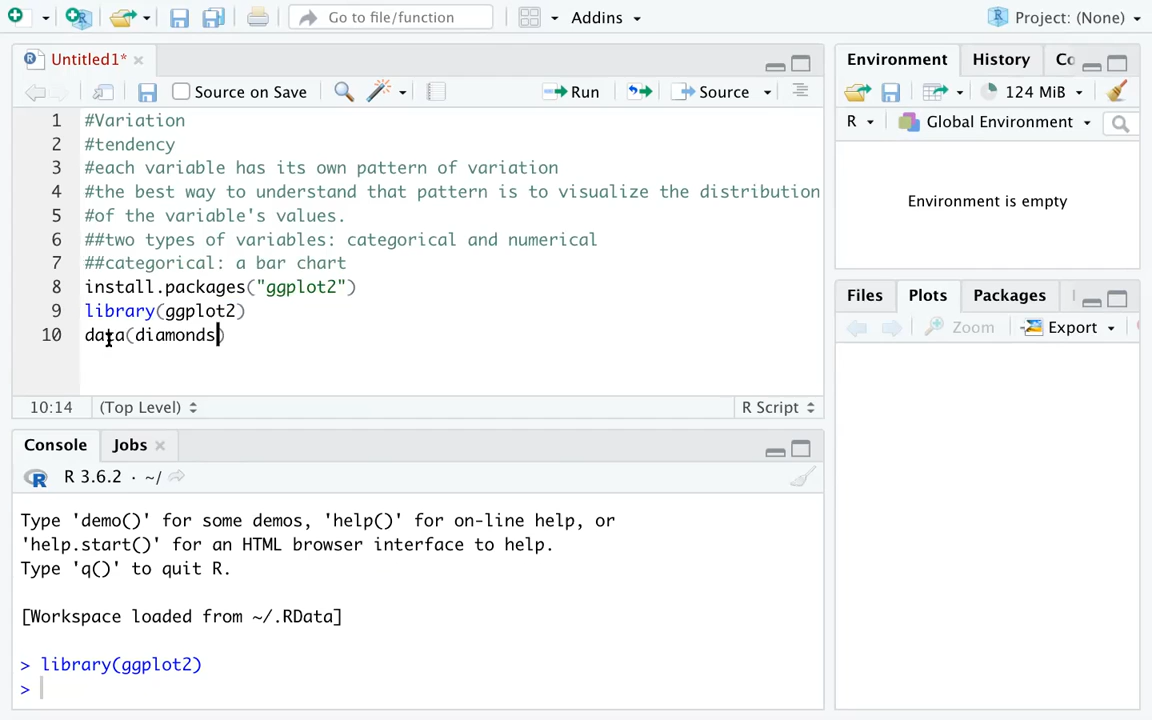 Go to file/function
Addins
Project: (None)
Untitled1*
Source on Save
Run
Source
1 #Variation
2 #tendency
3 #each variable has its own pattern of variation
4 #the best way to understand that pattern is to visualize the distribution
5 #of the variable's values.
6 ##two types of variables: categorical and numerical
7 ##categorical: a bar chart
8 install.packages("ggplot2")
9 library(ggplot2)
10 data(diamonds)
10:14 (Top Level) R Script
Console Jobs
R 3.6.2 · ~/
Type 'demo()' for some demos, 'help()' for on-line help, or
'help.start()' for an HTML browser interface to help.
Type 'q()' to quit R.
[Workspace loaded from ~/.RData]
> library(ggplot2)
>
Environment History Co
124 MiB
R Global Environment
Environment is empty
Files Plots Packages
Zoom Export